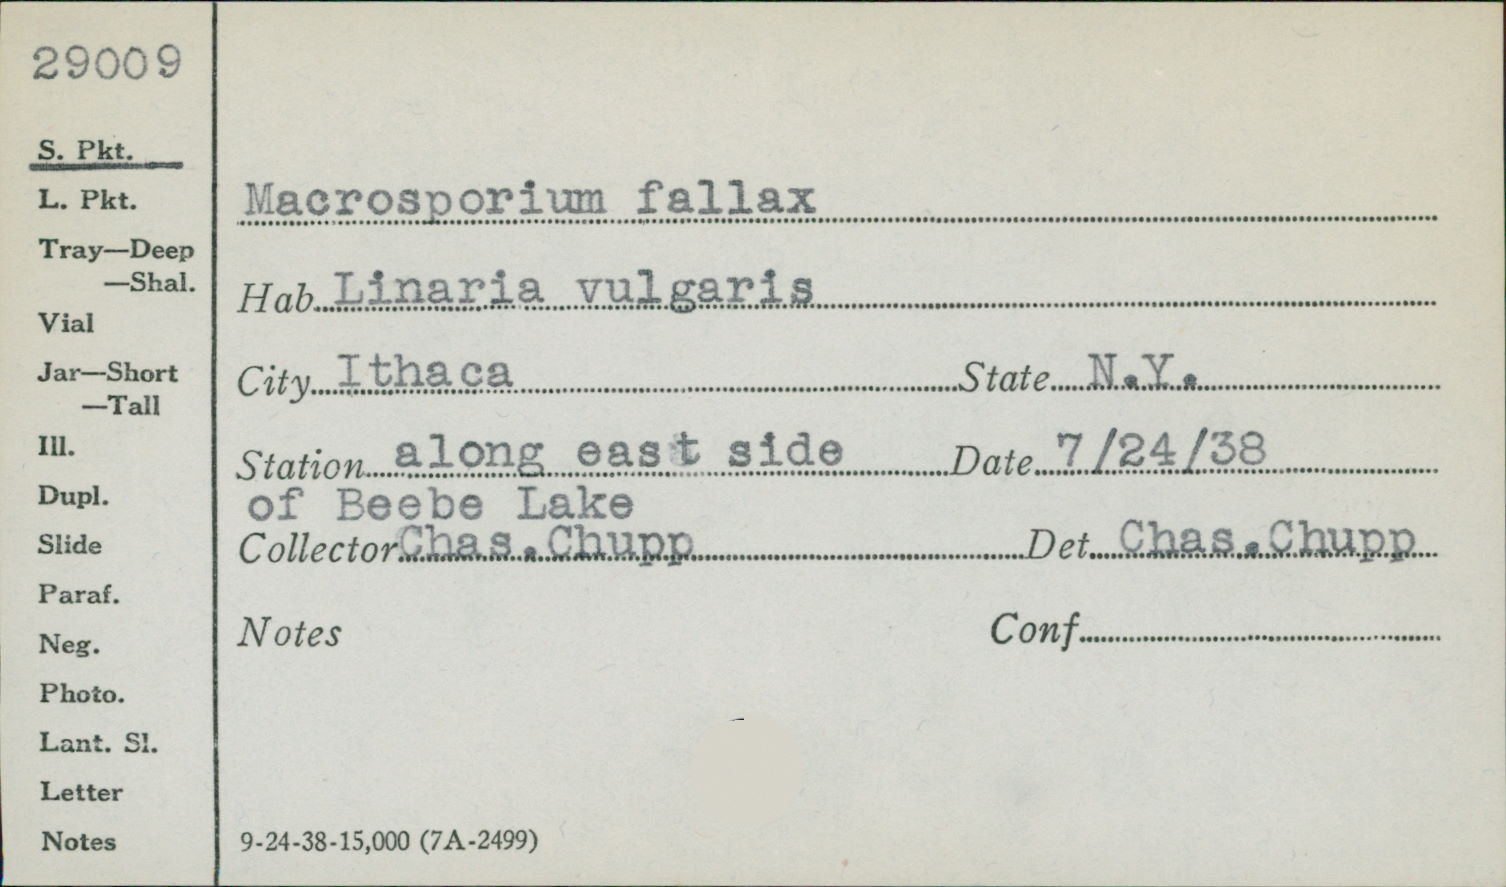 29009
S. Pkt.
L. Pkt.
Tray—Deep
—Shal.
Vial
Jar—Short
—Tall
Ill.
Dupl.
Slide
Paraf.
Neg.
Photo.
Lant. Sl.
Letter
Notes
Macrosporium fallax
Hab. Linaria vulgaris
City Ithaca State N.Y.
Station along east side Date 7/24/38
of Beebe Lake
Collector Chas.Chupp Det. Chas.Chupp
Notes Conf.
9-24-38-15,000 (7A-2499)